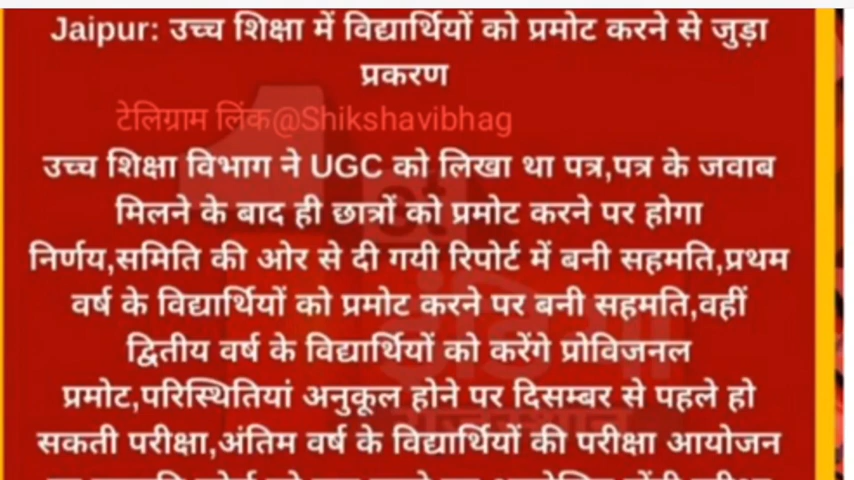 Jaipur: उच्च शिक्षा में विद्यार्थियों को प्रमोट करने से जुड़ा
प्रकरण
टेलिग्राम लिंक@Shikshavibhag
उच्च शिक्षा विभाग ने UGC को लिखा था पत्र,पत्र के जवाब
मिलने के बाद ही छात्रों को प्रमोट करने पर होगा
निर्णय,समिति की ओर से दी गयी रिपोर्ट में बनी सहमति,प्रथम
वर्ष के विद्यार्थियों को प्रमोट करने पर बनी सहमति,वहीं
द्वितीय वर्ष के विद्यार्थियों को करेंगे प्रोविजनल
प्रमोट,परिस्थितियां अनुकूल होने पर दिसम्बर से पहले हो
सकती परीक्षा,अंतिम वर्ष के विद्यार्थियों की परीक्षा आयोजन